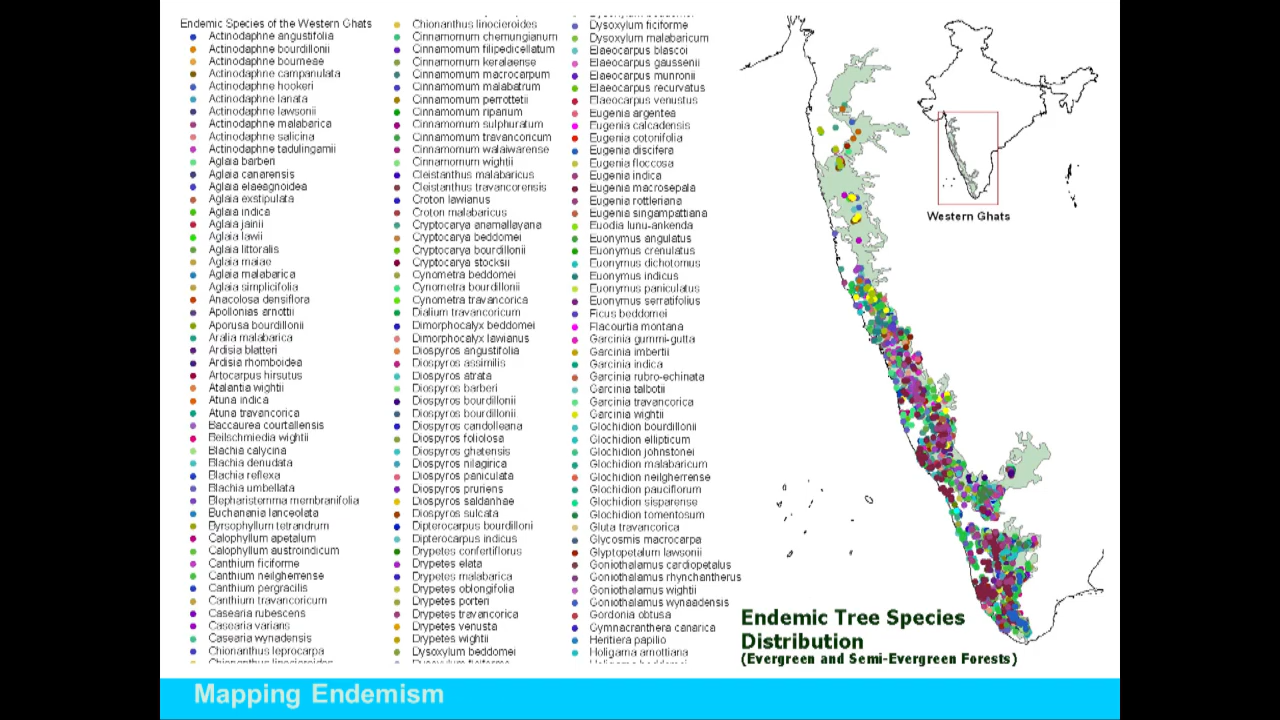 Endemic Species of the Western Ghats
Actinodaphne angustifolia
Actinodaphne bourdillonii
Actinodaphne bourneae
Actinodaphne campanulata
Actinodaphne hookeri
Actinodaphne lanata
Actinodaphne lawsonii
Actinodaphne malabarica
Actinodaphne salicina
Actinodaphne tadulingamii
Aglaia barberi
Aglaia canarensis
Aglaia elaeagnoidea
Aglaia exstipulata
Aglaia indica
Aglaia jainii
Aglaia lawii
Aglaia littoralis
Aglaia maiae
Aglaia malabarica
Aglaia simplicifolia
Anacolosa densiflora
Apollonias arnottii
Aporusa bourdillonii
Aralia malabarica
Ardisia blatteri
Ardisia rhomboidea
Artocarpus hirsutus
Atalantia wightii
Atuna indica
Atuna travancorica
Baccaurea courtallensis
Beilschmiedia wightii
Blachia calycina
Blachia denudata
Blachia reflexa
Blachia umbellata
Blepharistemma membranifolia
Buchanania lanceolata
Byrsophyllum tetrandrum
Calophyllum apetalum
Calophyllum austroindicum
Canthium ficiforme
Canthium neilgherrense
Canthium pergracilis
Canthium travancoricum
Casearia rubescens
Casearia varians
Casearia wynadensis
Chionanthus leprocarpa
Chionanthus linocieroides
Chionanthus linocieroides
Cinnamomum chemungianum
Cinnamomum filipedicellatum
Cinnamomum keralaense
Cinnamomum macrocarpum
Cinnamomum malabatrum
Cinnamomum perrottetii
Cinnamomum riparium
Cinnamomum sulphuratum
Cinnamomum travancoricum
Cinnamomum walaiwarense
Cinnamomum wightii
Cleistanthus malabaricus
Cleistanthus travancorensis
Croton lawianus
Croton malabaricus
Cryptocarya anamallayana
Cryptocarya beddomei
Cryptocarya bourdillonii
Cryptocarya stocksii
Cynometra beddomei
Cynometra bourdillonii
Cynometra travancorica
Dialium travancoricum
Dimorphocalyx beddomei
Dimorphocalyx lawianus
Diospyros angustifolia
Diospyros assimilis
Diospyros atrata
Diospyros barberi
Diospyros bourdillonii
Diospyros bourdillonii
Diospyros candolleana
Diospyros foliolosa
Diospyros ghatensis
Diospyros nilagirica
Diospyros paniculata
Diospyros pruriens
Diospyros saldanhae
Diospyros sulcata
Dipterocarpus bourdilloni
Dipterocarpus indicus
Drypetes confertiflorus
Drypetes elata
Drypetes malabarica
Drypetes oblongifolia
Drypetes porteri
Drypetes travancorica
Drypetes venusta
Drypetes wightii
Dysoxylum beddomei
Dysoxylum ficiforme
Dysoxylum beddomei
Dysoxylum ficiforme
Dysoxylum malabaricum
Elaeocarpus blascoi
Elaeocarpus gaussenii
Elaeocarpus munronii
Elaeocarpus recurvatus
Elaeocarpus venustus
Eugenia argentea
Eugenia calcadensis
Eugenia cotonifolia
Eugenia discifera
Eugenia floccosa
Eugenia indica
Eugenia macrosepala
Eugenia rottleriana
Eugenia singampattiana
Euodia lunu-ankenda
Euonymus angulatus
Euonymus crenulatus
Euonymus dichotomus
Euonymus indicus
Euonymus paniculatus
Euonymus serratifolius
Ficus beddomei
Flacourtia montana
Garcinia gummi-gutta
Garcinia imbertii
Garcinia indica
Garcinia rubro-echinata
Garcinia talbotii
Garcinia travancorica
Garcinia wightii
Glochidion bourdillonii
Glochidion ellipticum
Glochidion johnstonei
Glochidion malabaricum
Glochidion neilgherrense
Glochidion pauciflorum
Glochidion sisparense
Glochidion tomentosum
Gluta travancorica
Glycosmis macrocarpa
Glyptopetalum lawsonii
Goniothalamus cardiopetalus
Goniothalamus rhynchantherus
Goniothalamus wightii
Goniothalamus wynaadensis
Gordonia obtusa
Gymnacranthera canarica
Heritiera papilio
Holigarna arnottiana
Holigarna beddomei
Western Ghats
Endemic Tree Species
Distribution
(Evergreen and Semi-Evergreen Forests)
Mapping Endemism